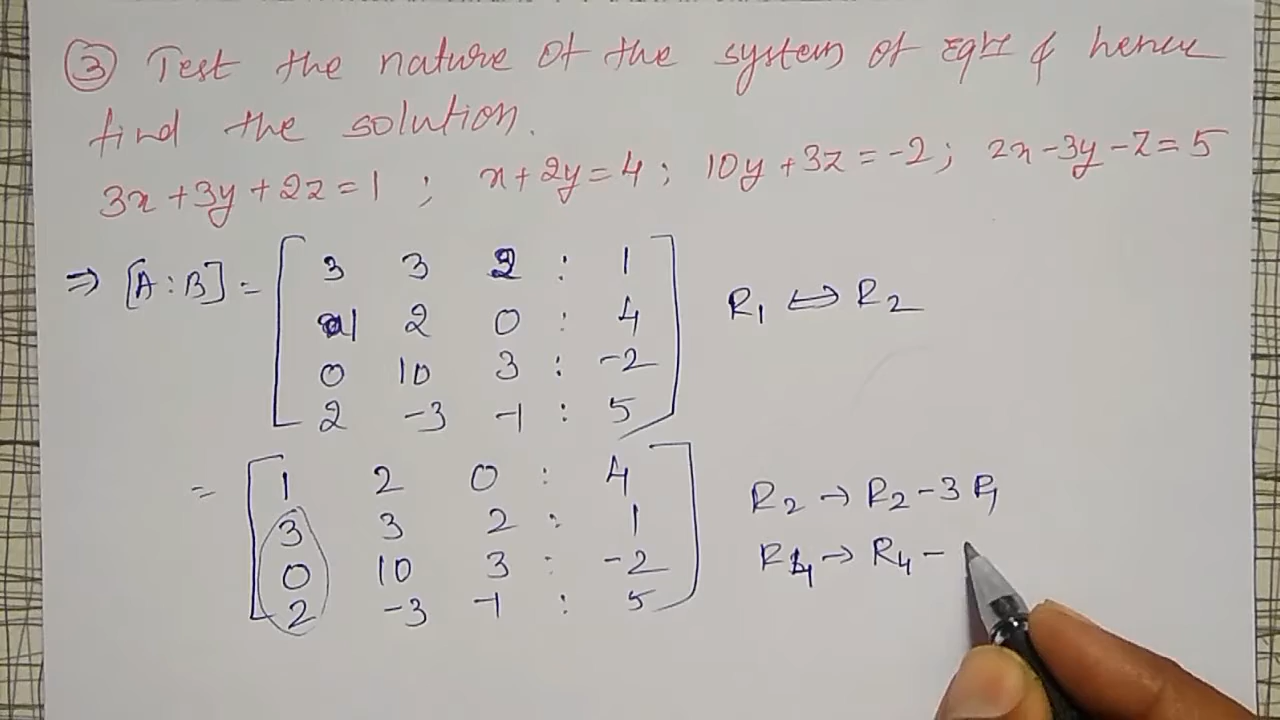 ③ Test the nature of the system of Eqn & hence
find the solution.
3x + 3y + 2z = 1 ; x + 2y = 4 ; 10y + 3z = -2 ; 2x - 3y - z = 5
⇒ [A : B] = [ 3 3 2 : 1 ] R1 ⇔ R2
1 2 0 : 4
0 10 3 : -2
2 -3 -1 : 5
= [ 1 2 0 : 4 ]
3 3 2 : 1 R2 → R2 - 3R1
0 10 3 : -2 R4 → R4 -
2 -3 -1 : 5